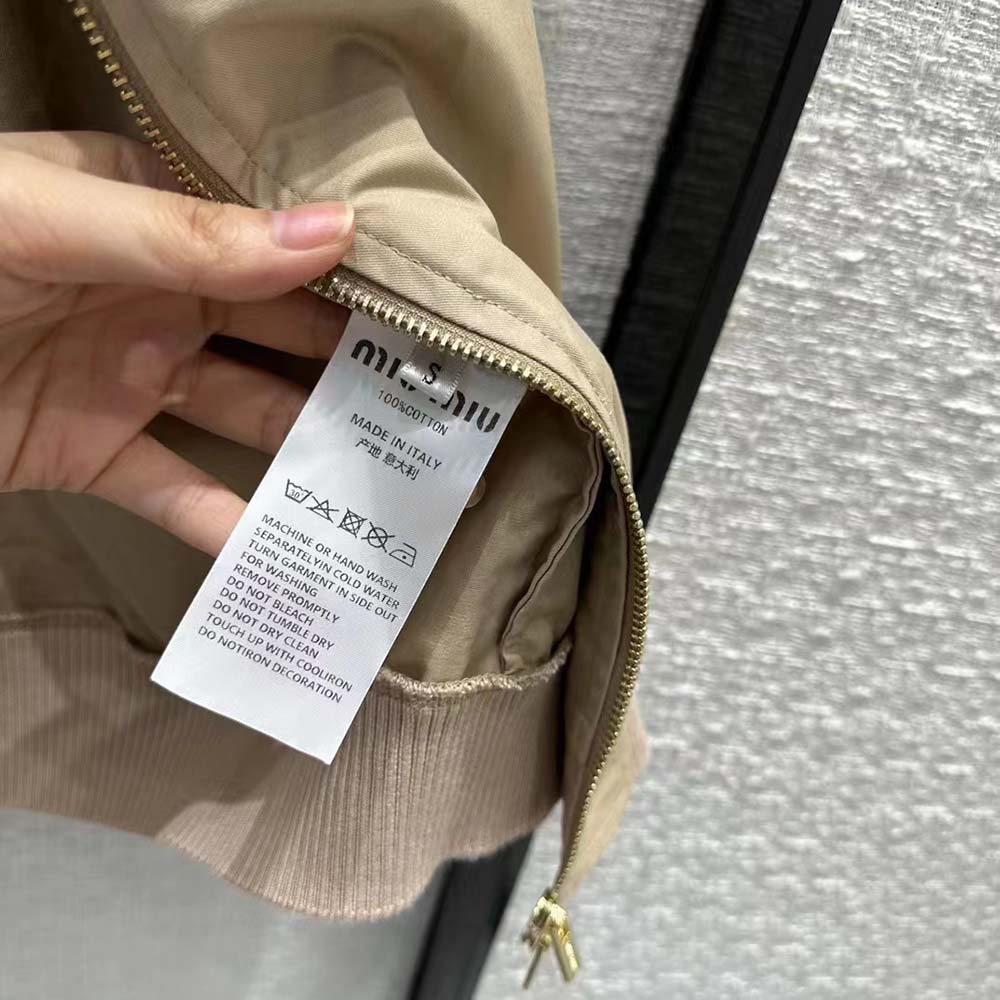 miu miu
S
100%COTTON
MADE IN ITALY
产地 意大利
30°
MACHINE OR HAND WASH
SEPARATELYIN COLD WATER
TURN GARMENT IN SIDE OUT
FOR WASHING
REMOVE PROMPTLY
DO NOT BLEACH
DO NOT TUMBLE DRY
DO NOT DRY CLEAN
TOUCH UP WITH COOLIRON
DO NOTIRON DECORATION